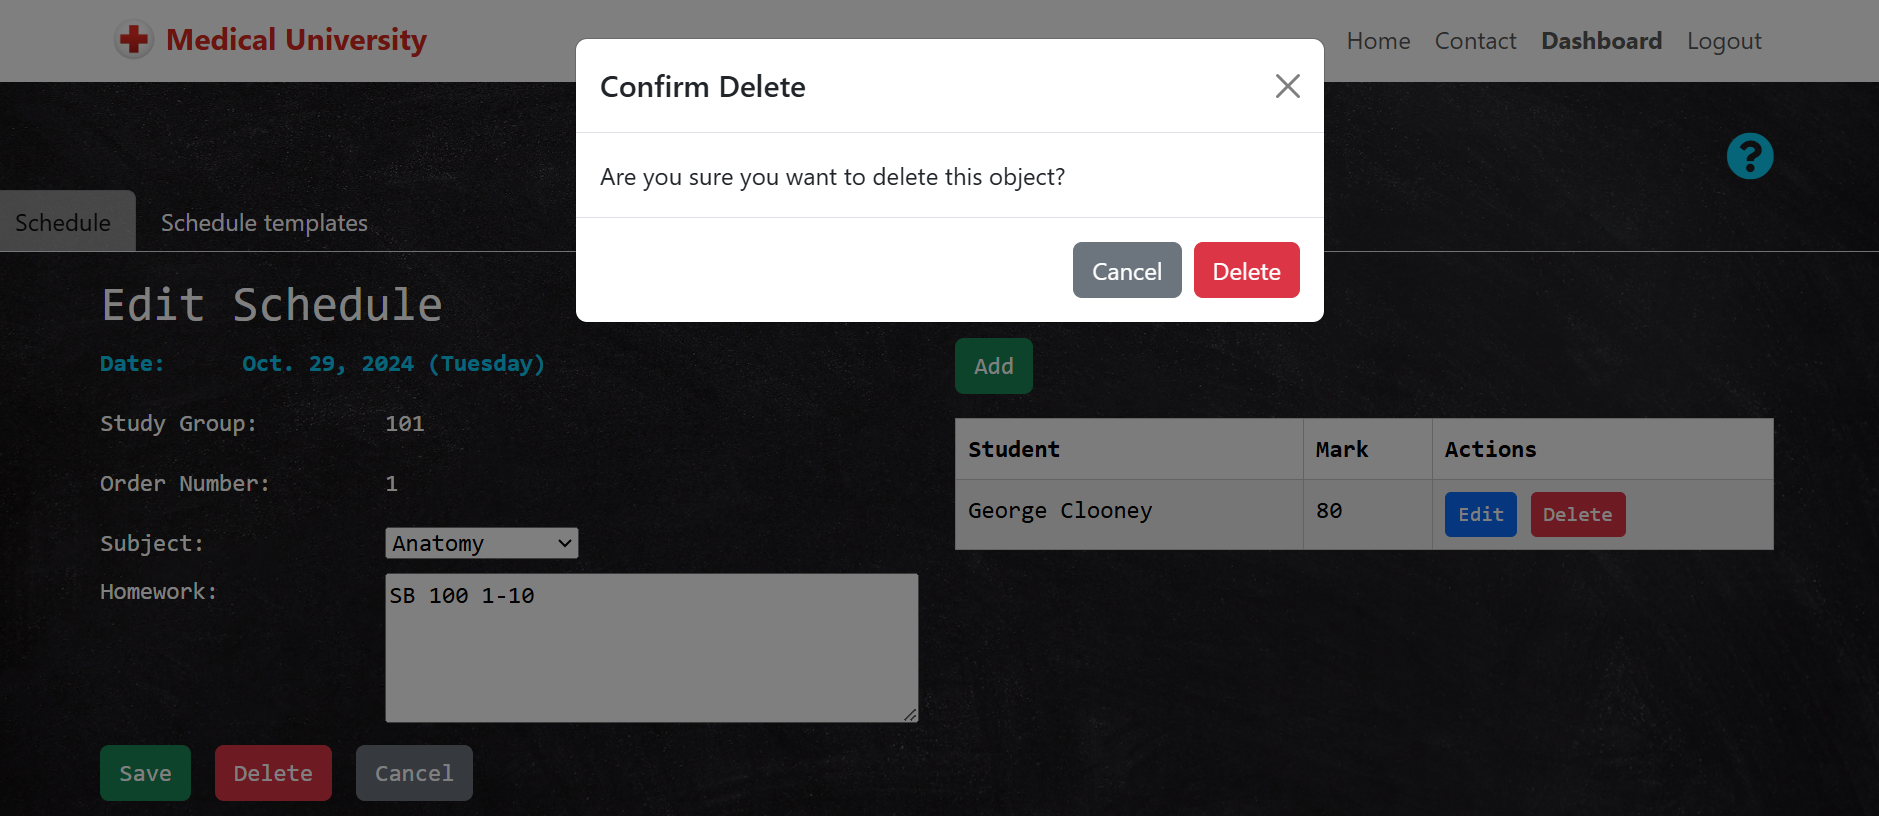 Medical University
Home Contact Dashboard Logout
Confirm Delete
Are you sure you want to delete this object?
Cancel Delete
?
Schedule Schedule templates
Edit Schedule
Date: Oct. 29, 2024 (Tuesday)
Study Group: 101
Order Number: 1
Subject: Anatomy
Homework: SB 100 1-10
Save Delete Cancel
Add
Student Mark Actions
George Clooney 80 Edit Delete